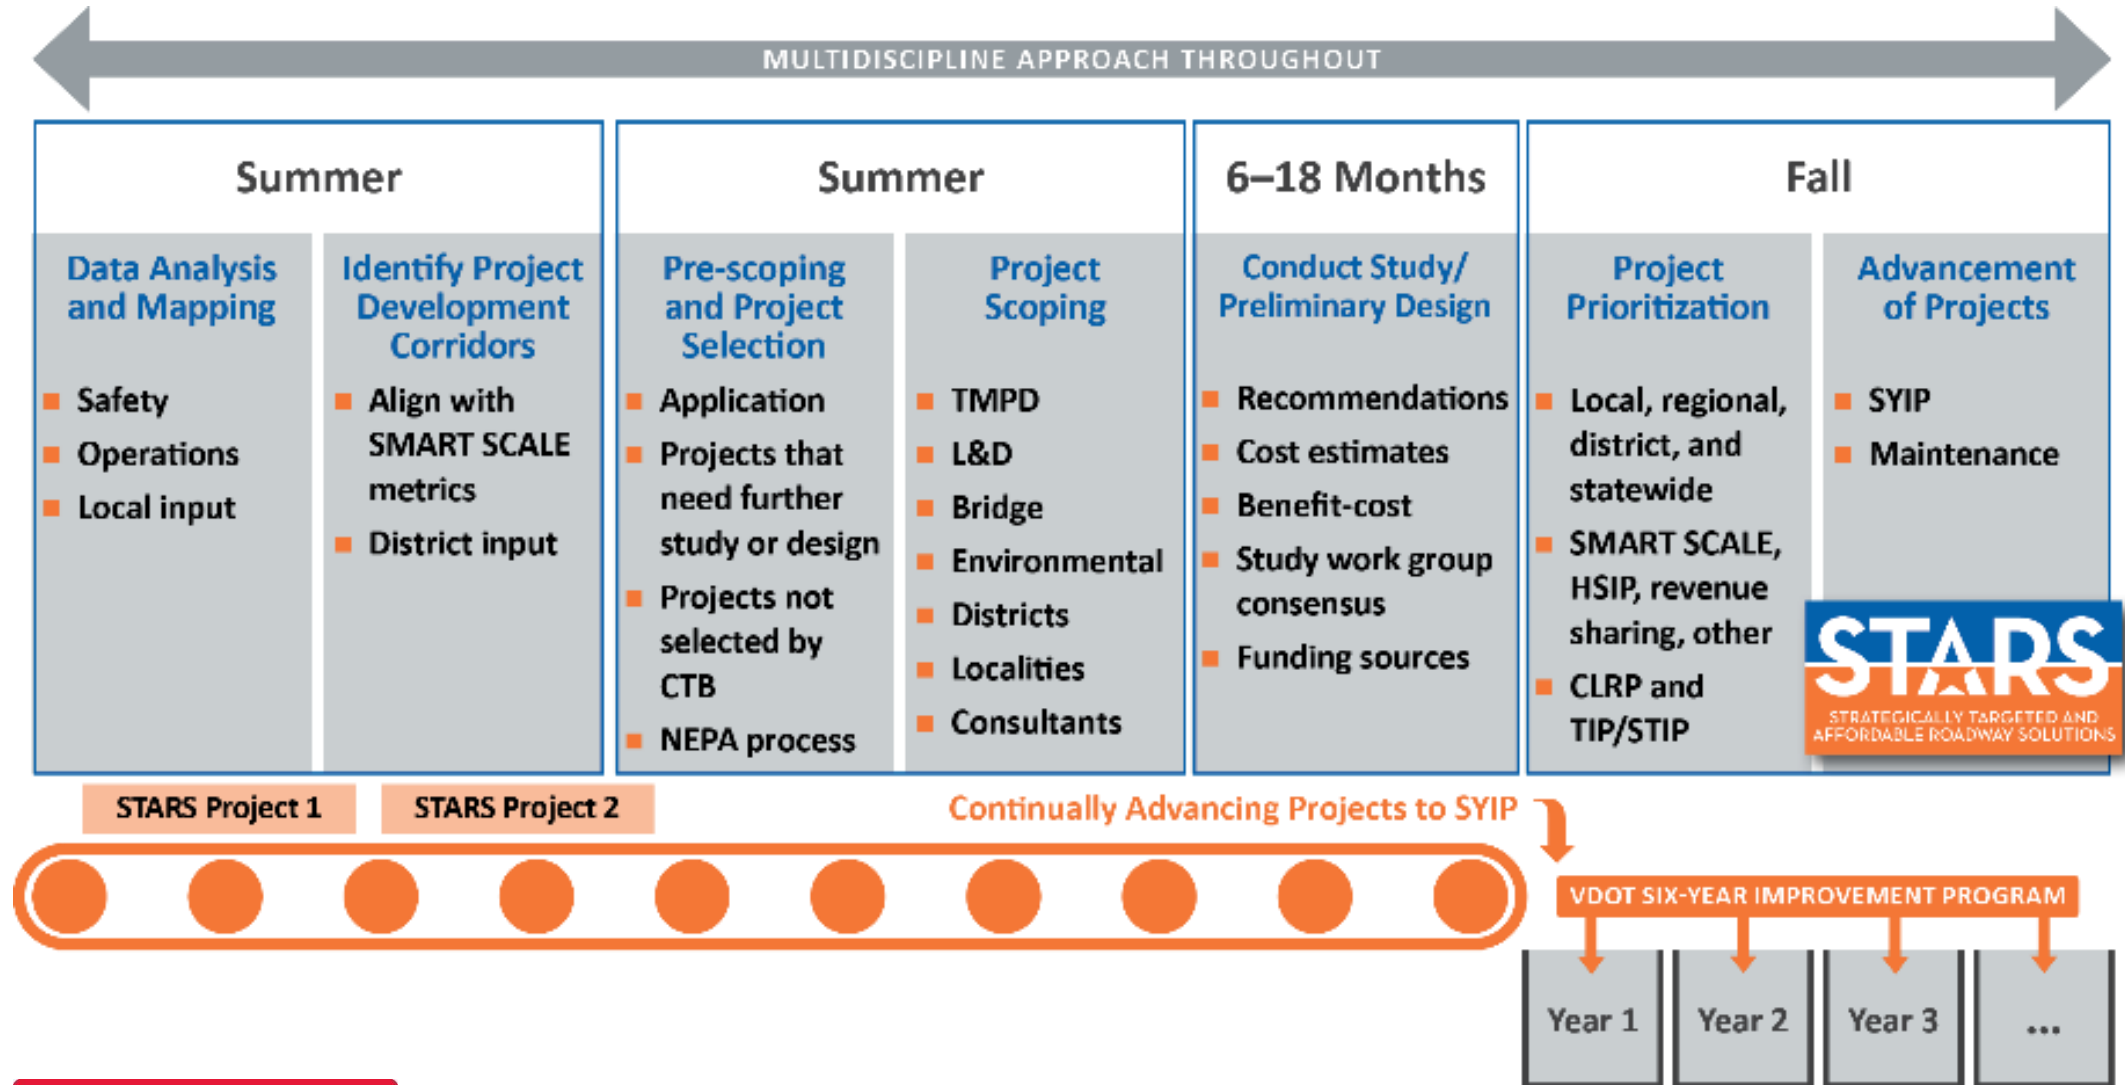 MULTIDISCIPLINE APPROACH THROUGHOUT
Summer
Data Analysis
and Mapping
Safety
Operations
Local input
Identify Project
Development
Corridors
Align with
SMART SCALE
metrics
District input
Summer
Pre-scoping
and Project
Selection
Application
Projects that
need further
study or design
Projects not
selected by
CTB
NEPA process
Project
Scoping
TMPD
L&D
Bridge
Environmental
Districts
Localities
Consultants
6–18 Months
Conduct Study/
Preliminary Design
Recommendations
Cost estimates
Benefit-cost
Study work group
consensus
Funding sources
Fall
Project
Prioritization
Local, regional,
district, and
statewide
SMART SCALE,
HSIP, revenue
sharing, other
CLRP and
TIP/STIP
Advancement
of Projects
SYIP
Maintenance
STARS
STRATEGICALLY TARGETED AND
AFFORDABLE ROADWAY SOLUTIONS
STARS Project 1
STARS Project 2
Continually Advancing Projects to SYIP
VDOT SIX-YEAR IMPROVEMENT PROGRAM
Year 1
Year 2
Year 3
...